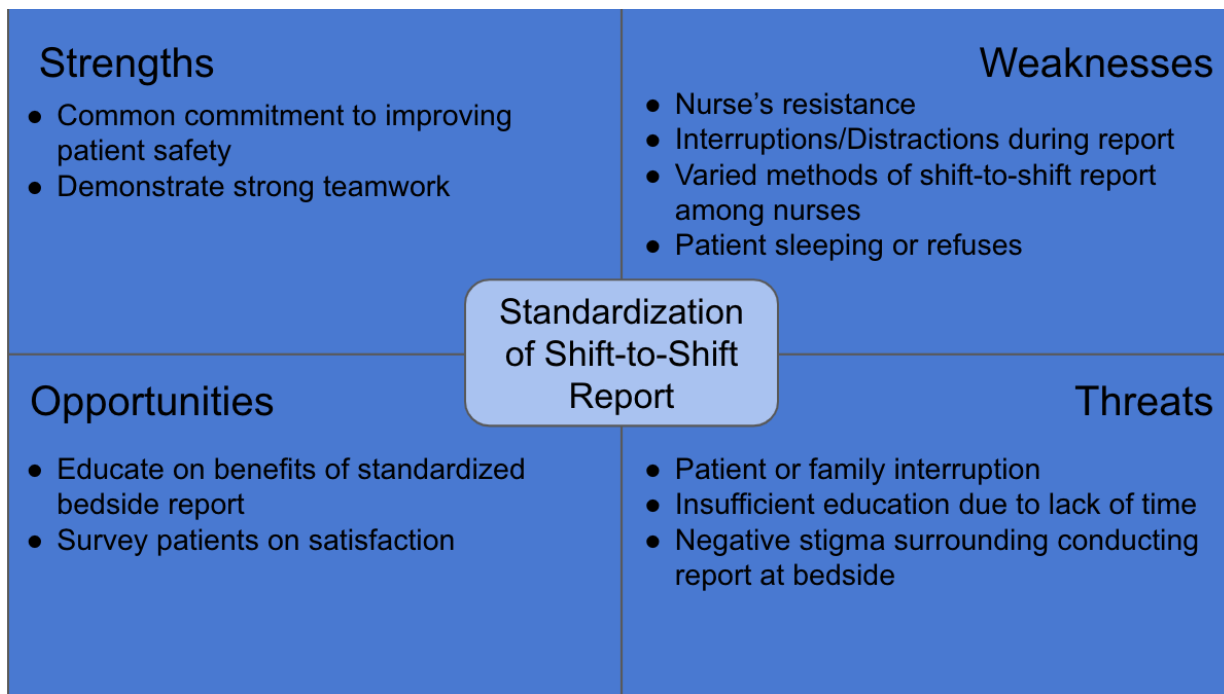 Strengths
● Common commitment to improving
patient safety
● Demonstrate strong teamwork
Weaknesses
● Nurse’s resistance
● Interruptions/Distractions during report
● Varied methods of shift-to-shift report
among nurses
● Patient sleeping or refuses
Standardization
of Shift-to-Shift
Report
Opportunities
● Educate on benefits of standardized
bedside report
● Survey patients on satisfaction
Threats
● Patient or family interruption
● Insufficient education due to lack of time
● Negative stigma surrounding conducting
report at bedside